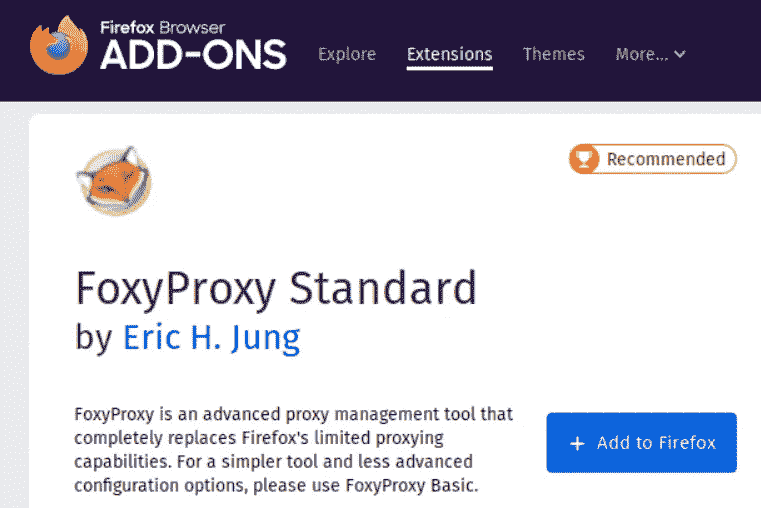 Firefox Browser
ADD-ONS
Explore Extensions Themes More...
Recommended
FoxyProxy Standard
by Eric H. Jung
FoxyProxy is an advanced proxy management tool that
completely replaces Firefox's limited proxying
capabilities. For a simpler tool and less advanced
configuration options, please use FoxyProxy Basic.
+ Add to Firefox